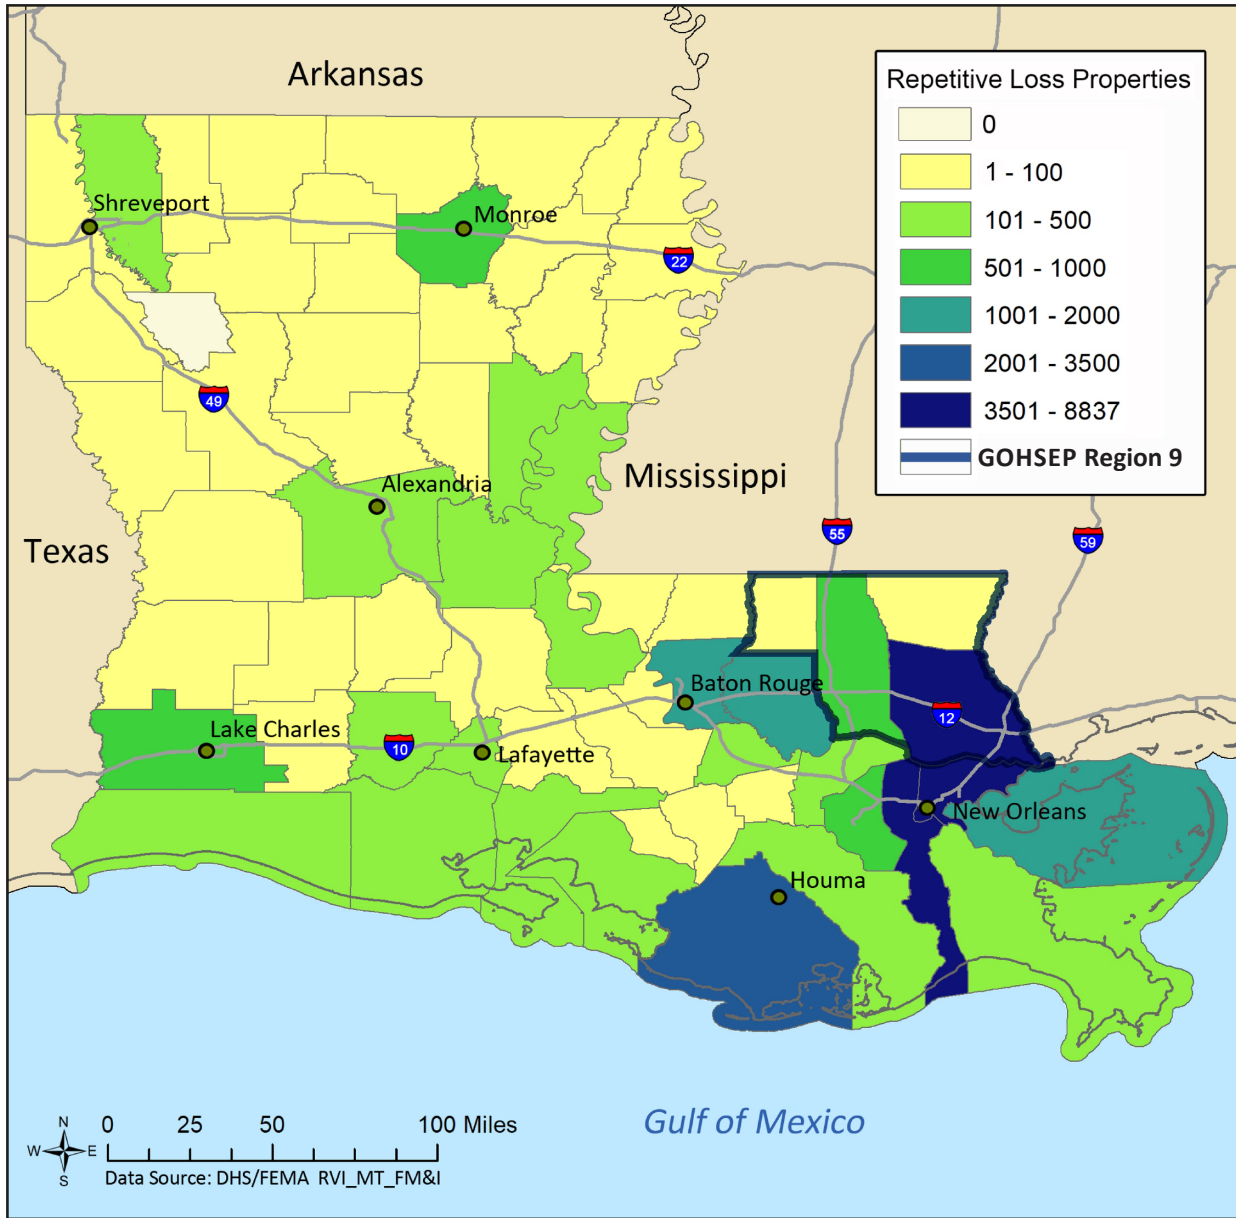 Arkansas
Repetitive Loss Properties
0
1 - 100
101 - 500
501 - 1000
1001 - 2000
2001 - 3500
3501 - 8837
GOHSEP Region 9
Shreveport
Monroe
22
49
Alexandria
Mississippi
Texas
55
59
Baton Rouge
Lake Charles
10
Lafayette
12
New Orleans
Houma
Gulf of Mexico
N
W E
S
0 25 50 100 Miles
Data Source: DHS/FEMA RVI_MT_FM&I